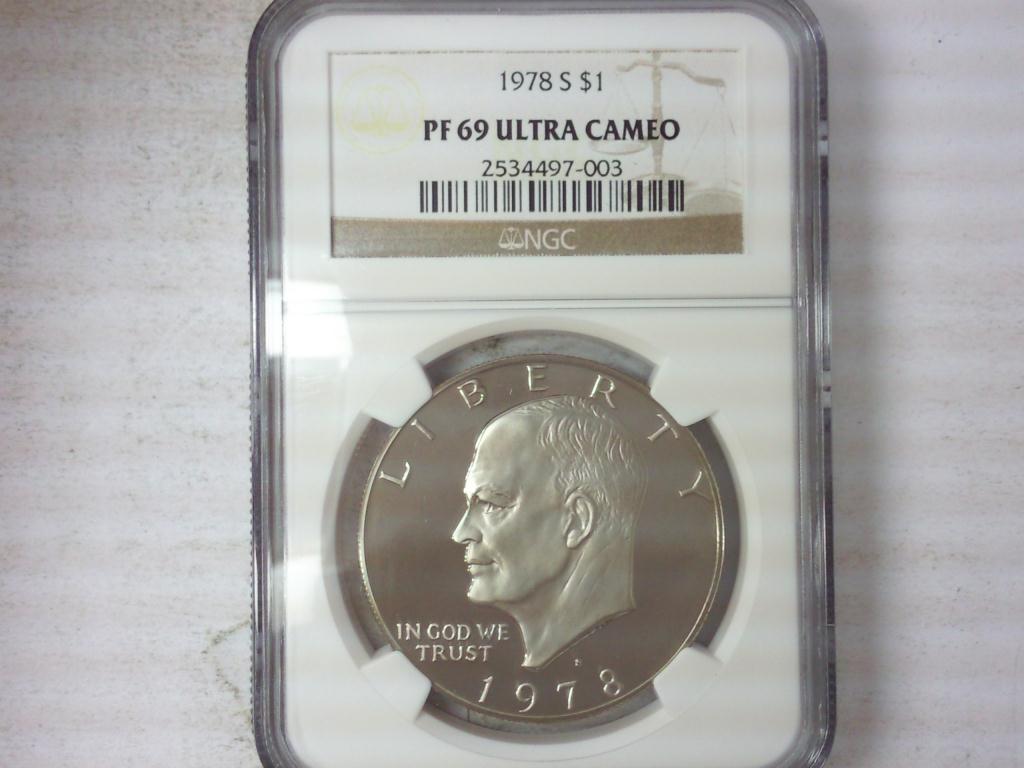 1978 S $1
PF 69 ULTRA CAMEO
2534497-003
NGC
LIBERTY
IN GOD WE
TRUST
S
1978